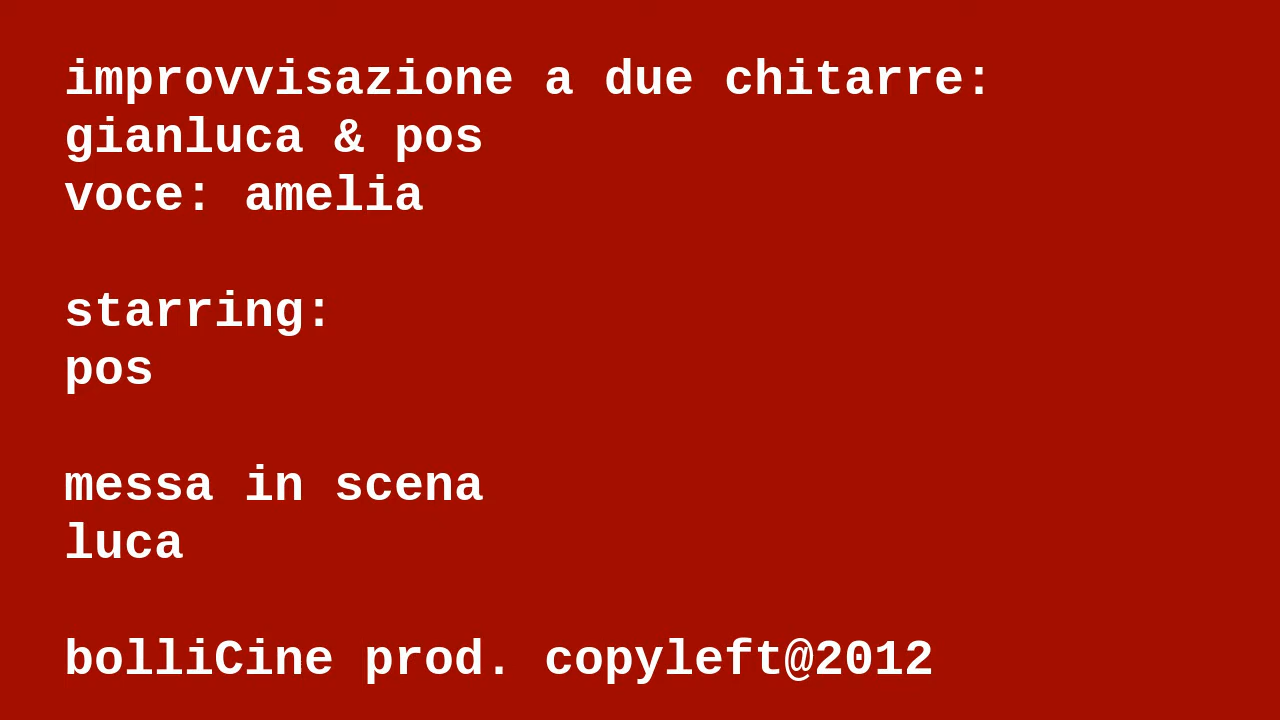 improvvisazione a due chitarre:
gianluca & pos
voce: amelia
starring:
pos
messa in scena
luca
bolliCine prod. copyleft@2012